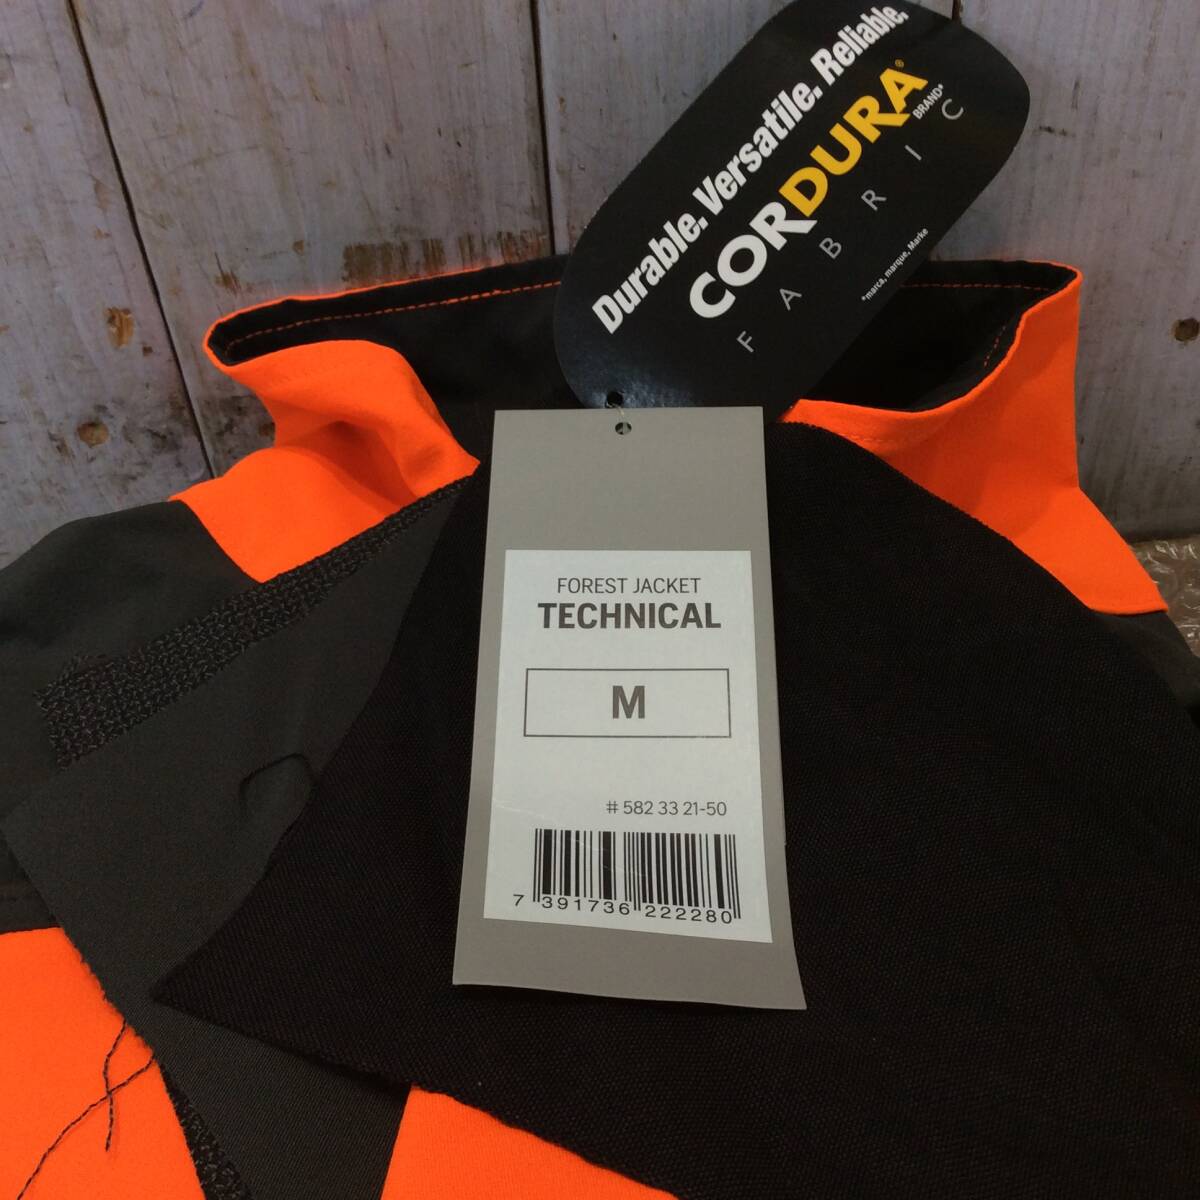 Durable. Versatile. Reliable.
CORDURA®
BRAND*
FABRIC
*marca, marque, Marke
FOREST JACKET
TECHNICAL
M
# 582 33 21-50
7 391736 222280